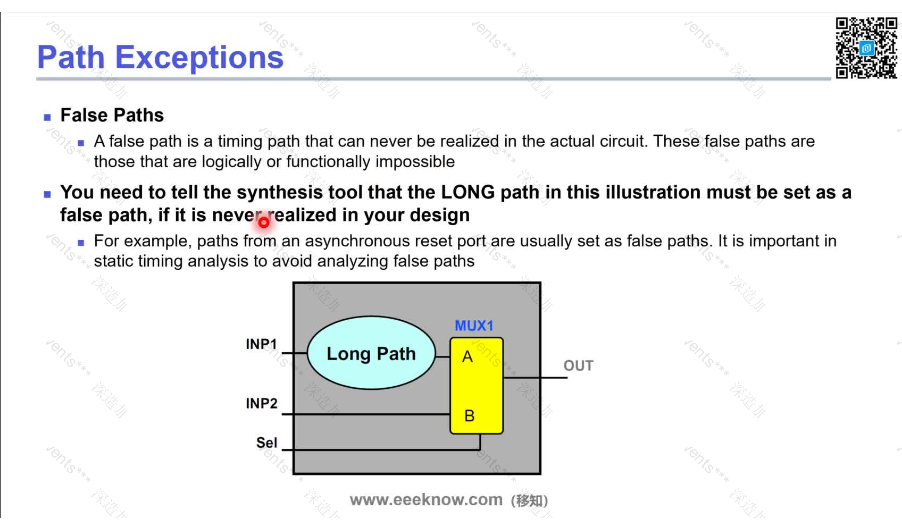 Path Exceptions
False Paths
A false path is a timing path that can never be realized in the actual circuit. These false paths are
those that are logically or functionally impossible
You need to tell the synthesis tool that the LONG path in this illustration must be set as a
false path, if it is never realized in your design
For example, paths from an asynchronous reset port are usually set as false paths. It is important in
static timing analysis to avoid analyzing false paths
MUX1
INP1
Long Path
A
OUT
INP2
B
Sel
www.eeeknow.com (移知)